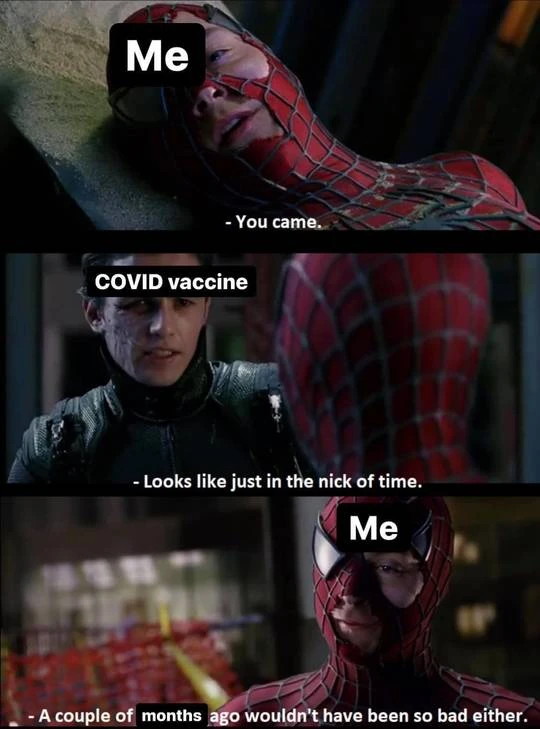 Me
- You came.
COVID vaccine
- Looks like just in the nick of time.
Me
- A couple of months ago wouldn't have been so bad either.